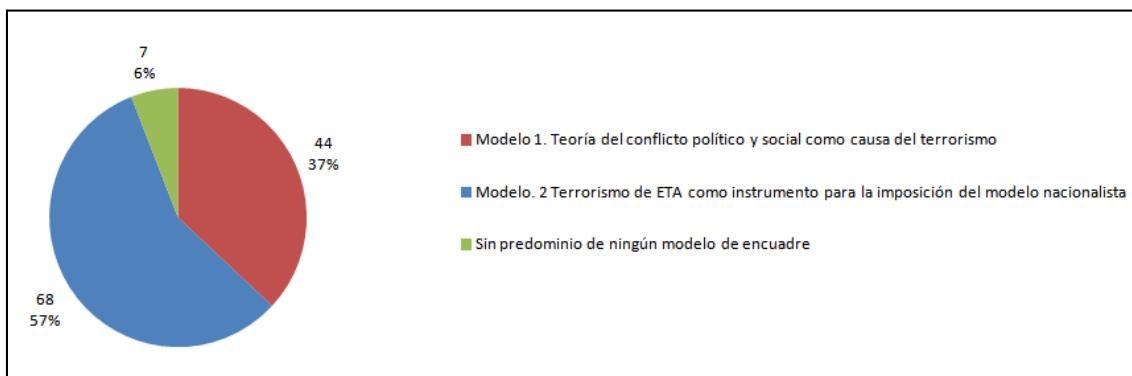 7
6%
44
37%
68
57%
Modelo 1. Teoría del conflicto político y social como causa del terrorismo
Modelo. 2 Terrorismo de ETA como instrumento para la imposición del modelo nacionalista
Sin predominio de ningún modelo de encuadre